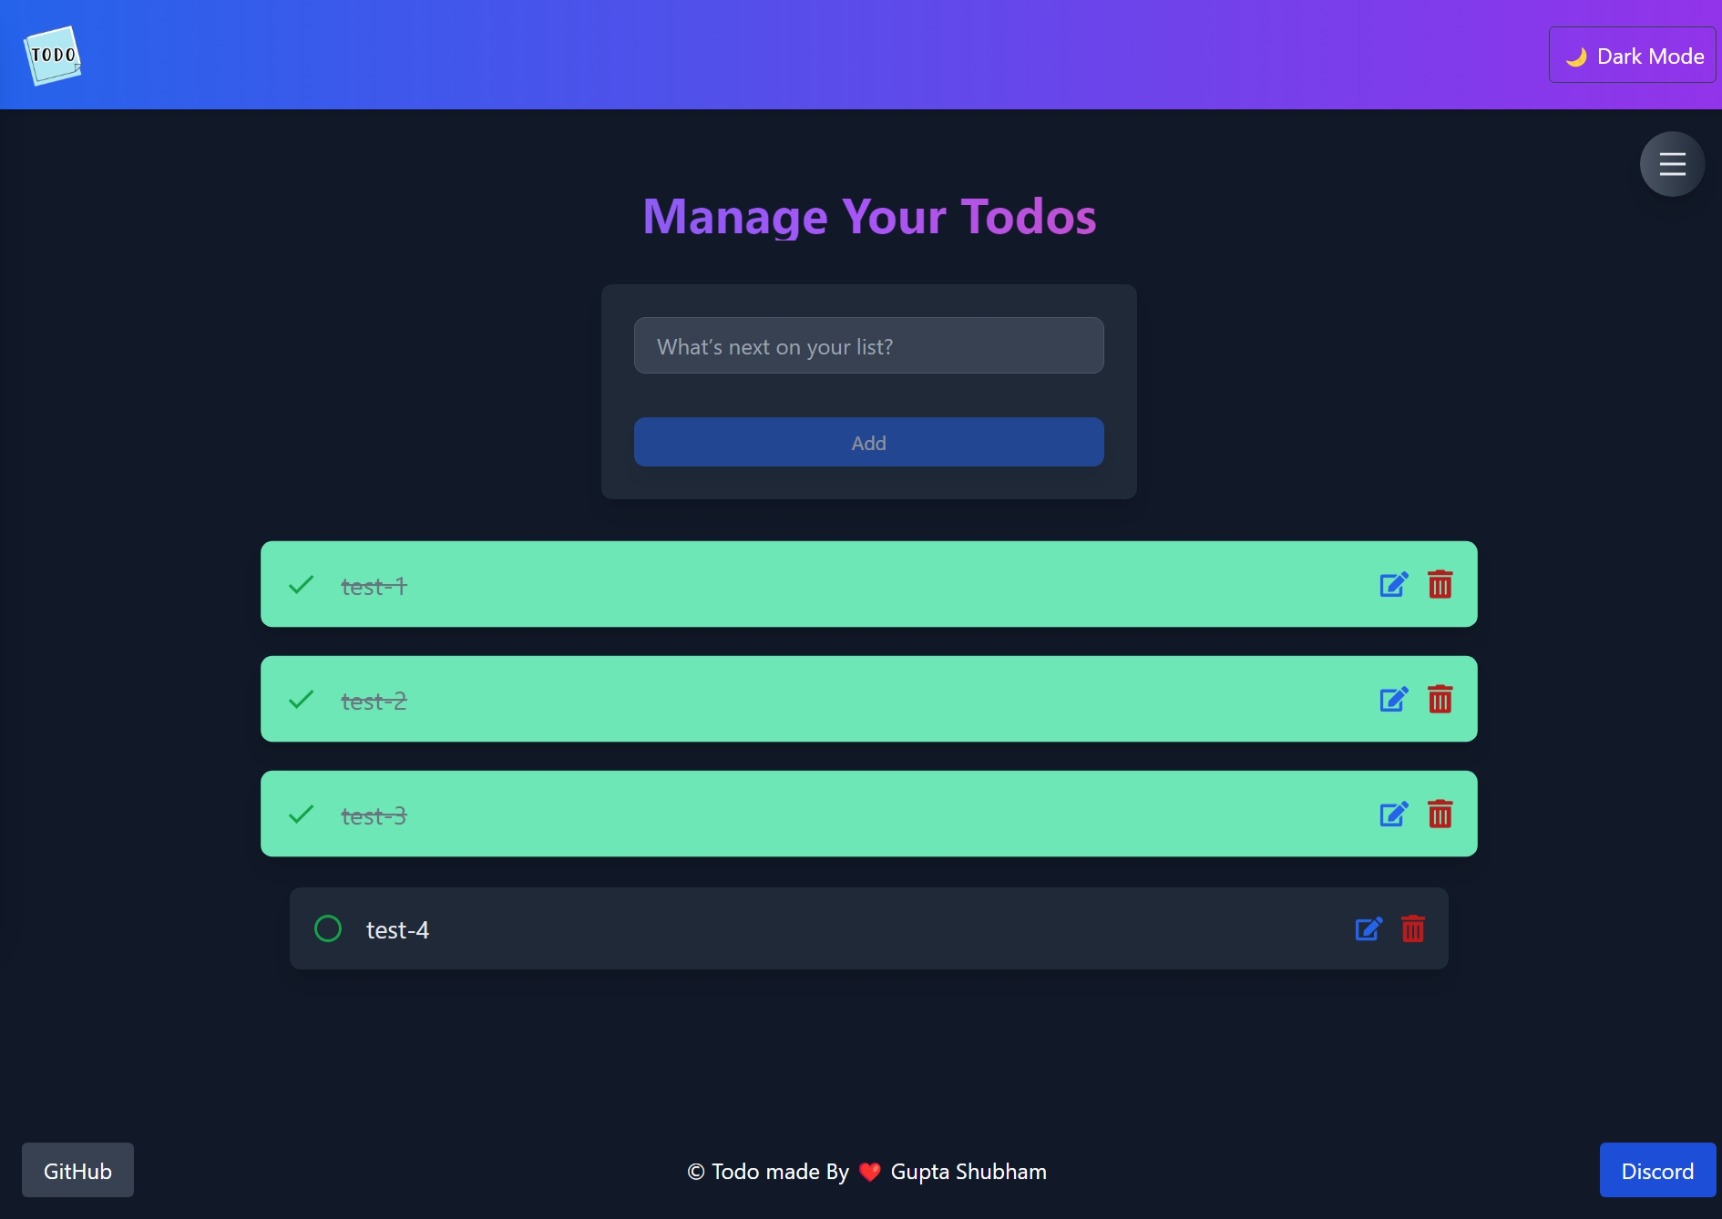 TODO
🌙 Dark Mode
Manage Your Todos
What's next on your list?
Add
test-1
test-2
test-3
test-4
GitHub
© Todo made By ❤️ Gupta Shubham
Discord